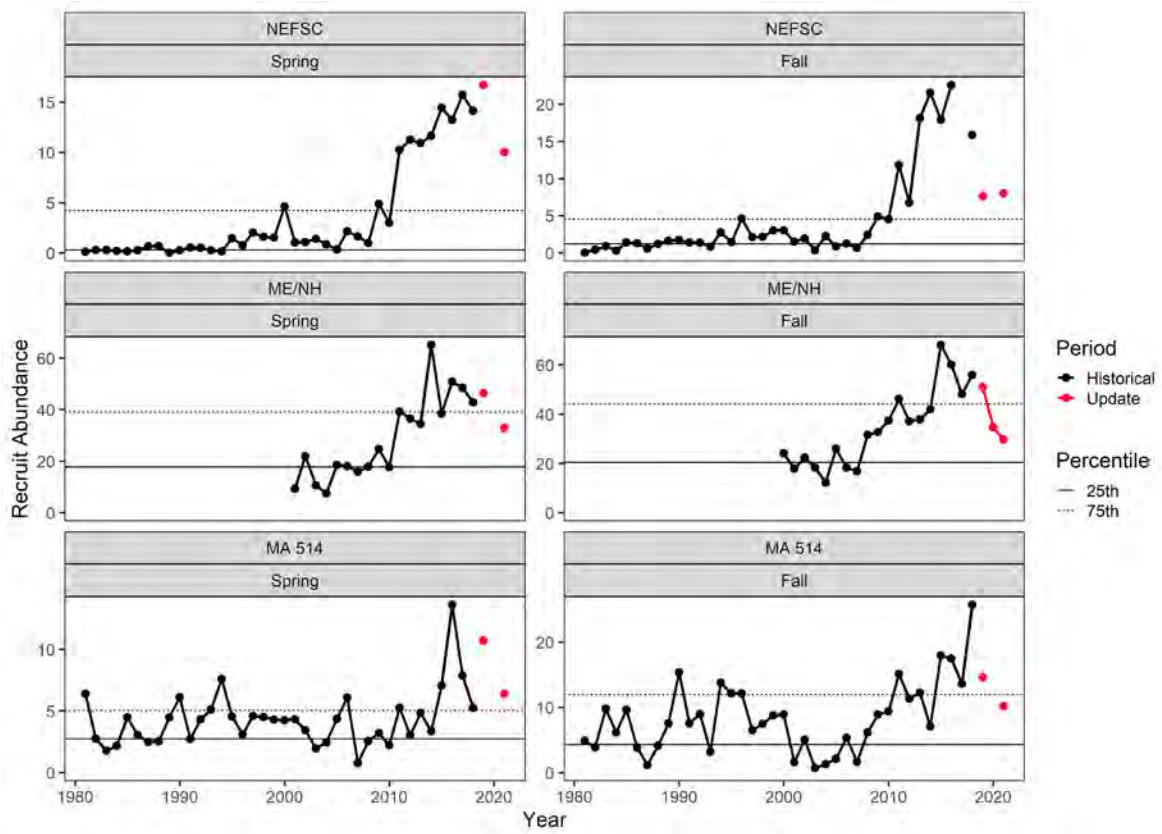 NEFSC
Spring
15
10
5
0
NEFSC
Fall
20
15
10
5
0
ME/NH
Spring
60
40
20
0
ME/NH
Fall
60
40
20
0
MA 514
Spring
10
5
0
1980 1990 2000 2010 2020
MA 514
Fall
20
10
0
1980 1990 2000 2010 2020
Recruit Abundance
Year
Period
Historical
Update
Percentile
25th
75th